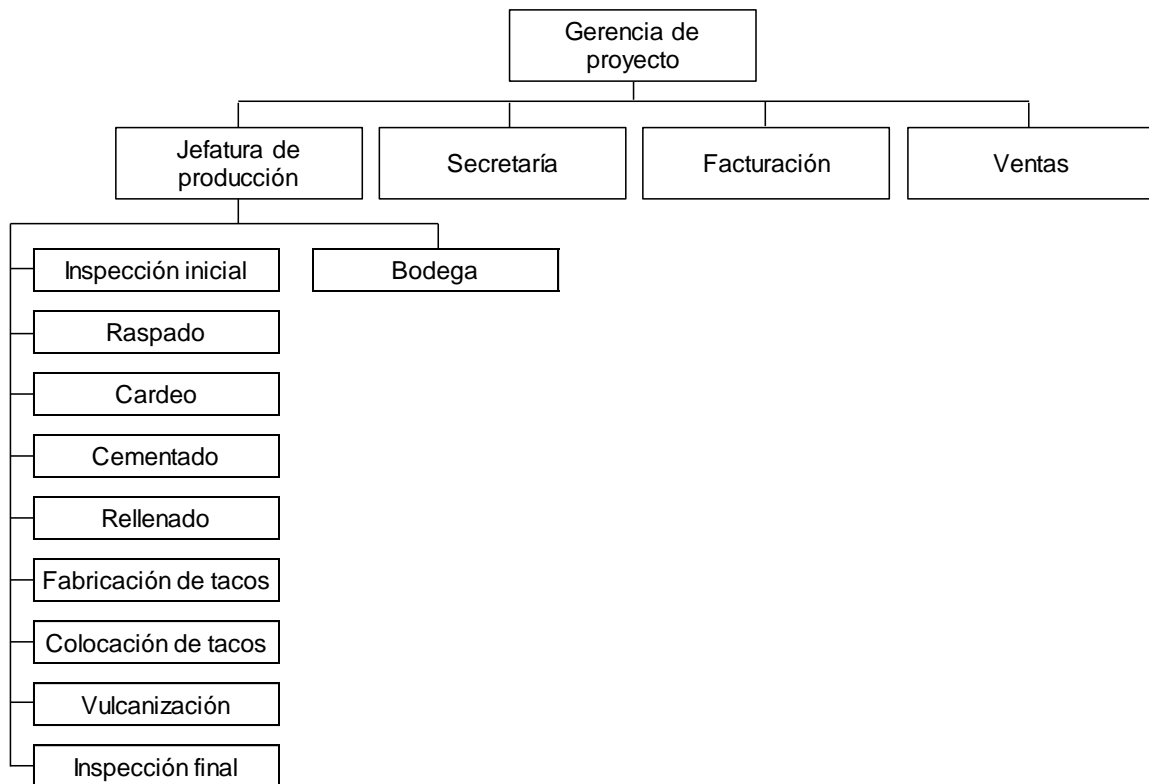 Gerencia de
proyecto
Jefatura de
producción
Secretaría
Facturación
Ventas
Inspección inicial
Bodega
Raspado
Cardeo
Cementado
Rellenado
Fabricación de tacos
Colocación de tacos
Vulcanización
Inspección final